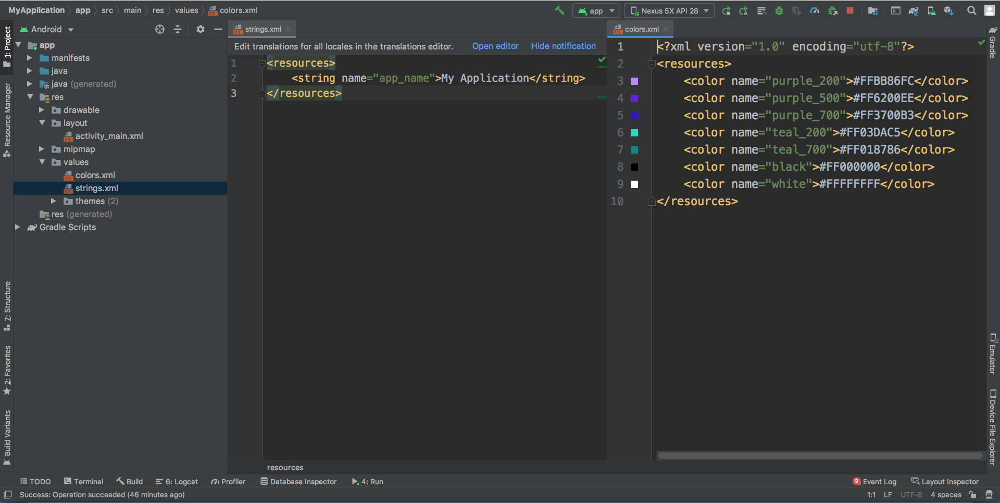 MyApplication app src main res values colors.xml
app Nexus 5X API 28
Android
app
manifests
java
java (generated)
res
drawable
layout
activity_main.xml
mipmap
values
colors.xml
strings.xml
themes (2)
res (generated)
Gradle Scripts
1: Project
Resource Manager
7: Structure
2: Favorites
Build Variants
strings.xml
Edit translations for all locales in the translations editor. Open editor Hide notification
1 <resources>
2 <string name="app_name">My Application</string>
3 </resources>
resources
colors.xml
1 <?xml version="1.0" encoding="utf-8"?>
2 <resources>
3 <color name="purple_200">#FFBB86FC</color>
4 <color name="purple_500">#FF6200EE</color>
5 <color name="purple_700">#FF3700B3</color>
6 <color name="teal_200">#FF03DAC5</color>
7 <color name="teal_700">#FF018786</color>
8 <color name="black">#FF000000</color>
9 <color name="white">#FFFFFFFF</color>
10 </resources>
Gradle
Emulator
Device File Explorer
TODO Terminal Build 6: Logcat Profiler Database Inspector 4: Run 2 Event Log Layout Inspector
Success: Operation succeeded (46 minutes ago) 1:1 LF UTF-8 4 spaces